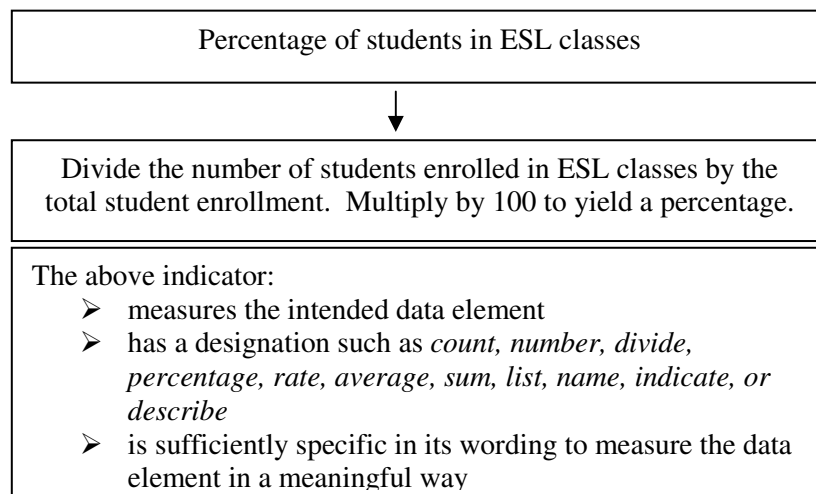 Percentage of students in ESL classes
Divide the number of students enrolled in ESL classes by the
total student enrollment.  Multiply by 100 to yield a percentage.
The above indicator:
➢ measures the intended data element
➢ has a designation such as count, number, divide,
percentage, rate, average, sum, list, name, indicate, or
describe
➢ is sufficiently specific in its wording to measure the data
element in a meaningful way